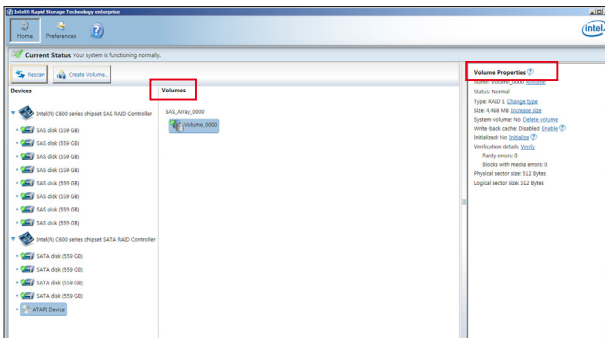 Intel® Rapid Storage Technology enterprise
Home
Preferences
intel
Current Status Your system is functioning normally.
Rescan
Create Volume...
Devices
Intel(R) C600 series chipset SAS RAID Controller
SAS disk (559 GB)
SAS disk (559 GB)
SAS disk (559 GB)
SAS disk (559 GB)
SAS disk (559 GB)
SAS disk (559 GB)
SAS disk (559 GB)
SAS disk (559 GB)
Intel(R) C600 series chipset SATA RAID Controller
SATA disk (559 GB)
SATA disk (559 GB)
SATA disk (559 GB)
SATA disk (559 GB)
ATAPI Device
Volumes
SAS_Array_0000
Volume_0000
Volume Properties
Name: Volume_0000 Rename
Status: Normal
Type: RAID 1 Change type
Size: 4,468 MB Increase size
System volume: No Delete volume
Write-back cache: Disabled Enable
Initialized: No Initialize
Verification details Verify
Parity errors: 0
Blocks with media errors: 0
Physical sector size: 512 Bytes
Logical sector size: 512 Bytes